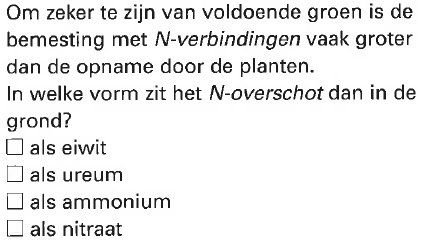 Om zeker te zijn van voldoende groen is de
bemesting met N-verbindingen vaak groter
dan de opname door de planten.
In welke vorm zit het N-overschot dan in de
grond?
☐ als eiwit
☐ als ureum
☐ als ammonium
☐ als nitraat